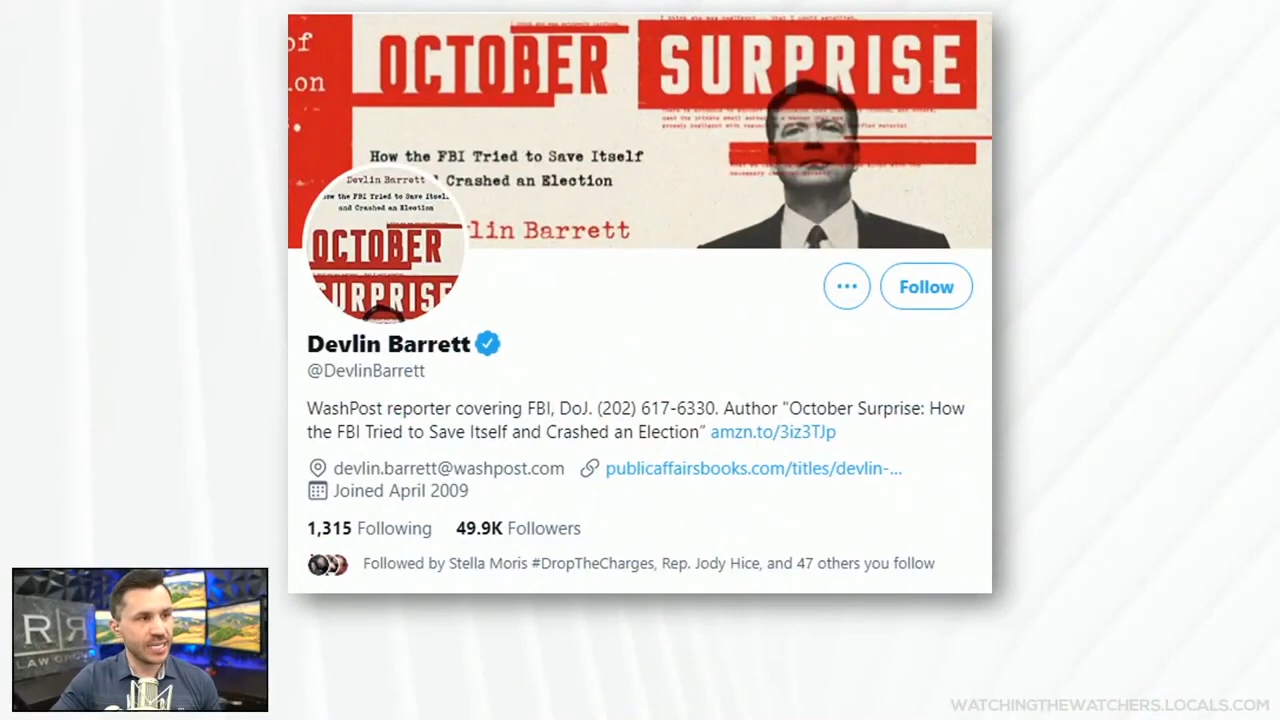 of
ion
OCTOBER SURPRISE
How the FBI Tried to Save Itself
Crashed an Election
lin Barrett
Devlin Barrett
How the FBI Tried to Save Itself
and Crashed an Election
OCTOBER
SURPRISE
Follow
Devlin Barrett
@DevlinBarrett
WashPost reporter covering FBI, DoJ. (202) 617-6330. Author "October Surprise: How
the FBI Tried to Save Itself and Crashed an Election” amzn.to/3iz3TJp
devlin.barrett@washpost.com publicaffairsbooks.com/titles/devlin-...
Joined April 2009
1,315 Following 49.9K Followers
Followed by Stella Moris #DropTheCharges, Rep. Jody Hice, and 47 others you follow
R R
LAW GROUP
WATCHINGTHEWATCHERS.LOCALS.COM